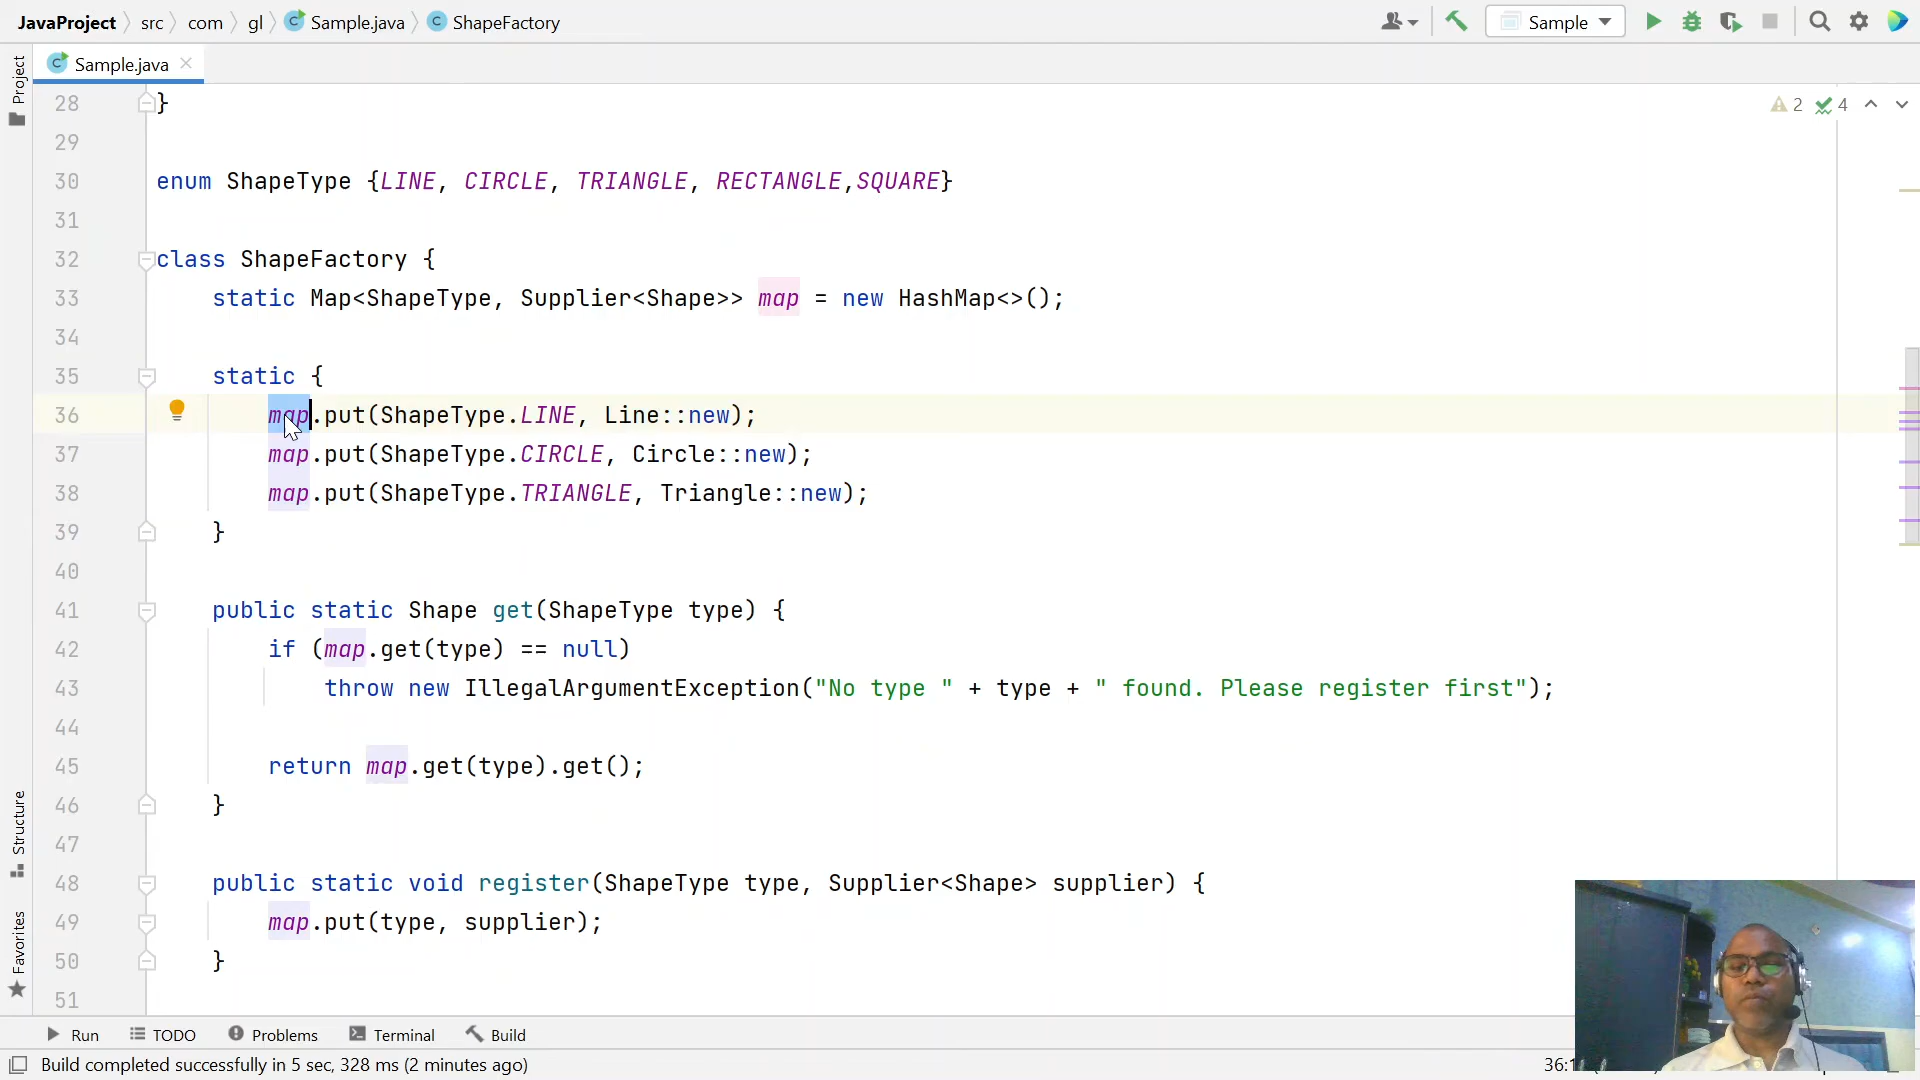 JavaProject src com gl Sample.java ShapeFactory
Sample
Sample.java
Project
2 4
28 }
29
30 enum ShapeType {LINE, CIRCLE, TRIANGLE, RECTANGLE,SQUARE}
31
32 class ShapeFactory {
33 static Map<ShapeType, Supplier<Shape>> map = new HashMap<>();
34
35 static {
36 map.put(ShapeType.LINE, Line::new);
37 map.put(ShapeType.CIRCLE, Circle::new);
38 map.put(ShapeType.TRIANGLE, Triangle::new);
39 }
40
41 public static Shape get(ShapeType type) {
42 if (map.get(type) == null)
43 throw new IllegalArgumentException("No type " + type + " found. Please register first");
44
45 return map.get(type).get();
46 }
47
48 public static void register(ShapeType type, Supplier<Shape> supplier) {
49 map.put(type, supplier);
50 }
51
Structure
Favorites
Run TODO Problems Terminal Build
Build completed successfully in 5 sec, 328 ms (2 minutes ago)